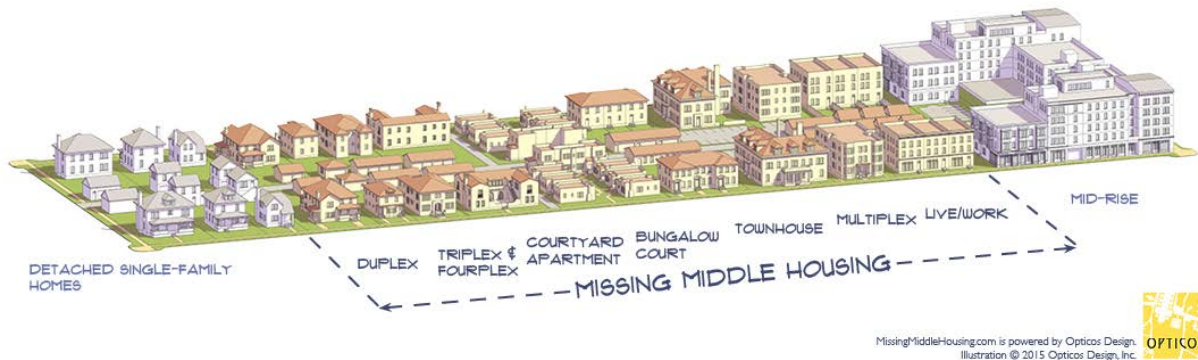 DETACHED SINGLE-FAMILY
HOMES
DUPLEX
TRIPLEX &
FOURPLEX
COURTYARD
APARTMENT
BUNGALOW
COURT
TOWNHOUSE
MULTIPLEX
LIVE/WORK
MID-RISE
MISSING MIDDLE HOUSING
MissingMiddleHousing.com is powered by Opticos Design.
Illustration © 2015 Opticos Design, Inc.
OPTICO